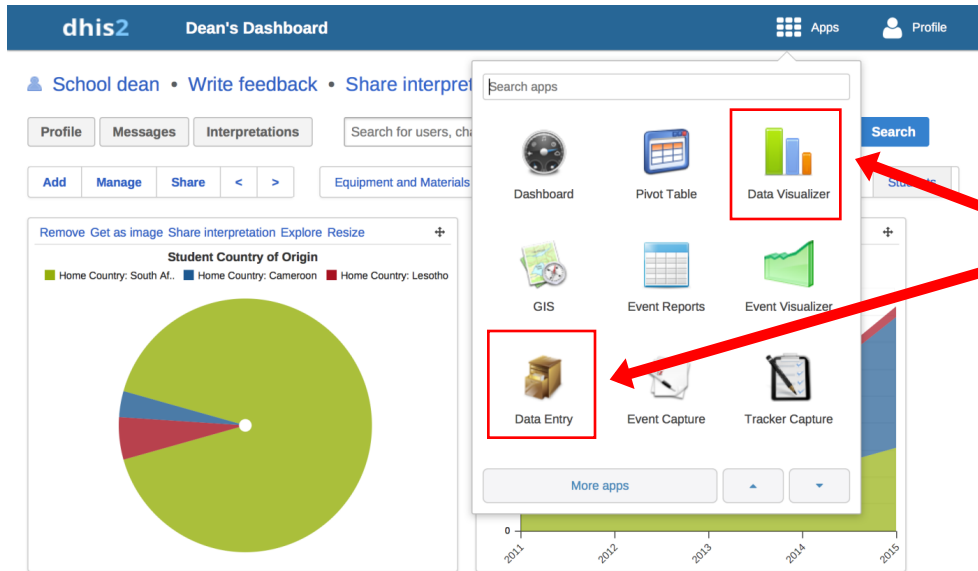 dhis2 Dean's Dashboard Apps Profile
School dean • Write feedback • Share interpret
Search apps
Profile Messages Interpretations Search for users, cha Search
Add Manage Share < > Equipment and Materials Students
Dashboard Pivot Table Data Visualizer
Remove Get as image Share interpretation Explore Resize
Student Country of Origin
Home Country: South Af.. Home Country: Cameroon Home Country: Lesotho
GIS Event Reports Event Visualizer
Data Entry Event Capture Tracker Capture
More apps
0
2011 2012 2013 2014 2015